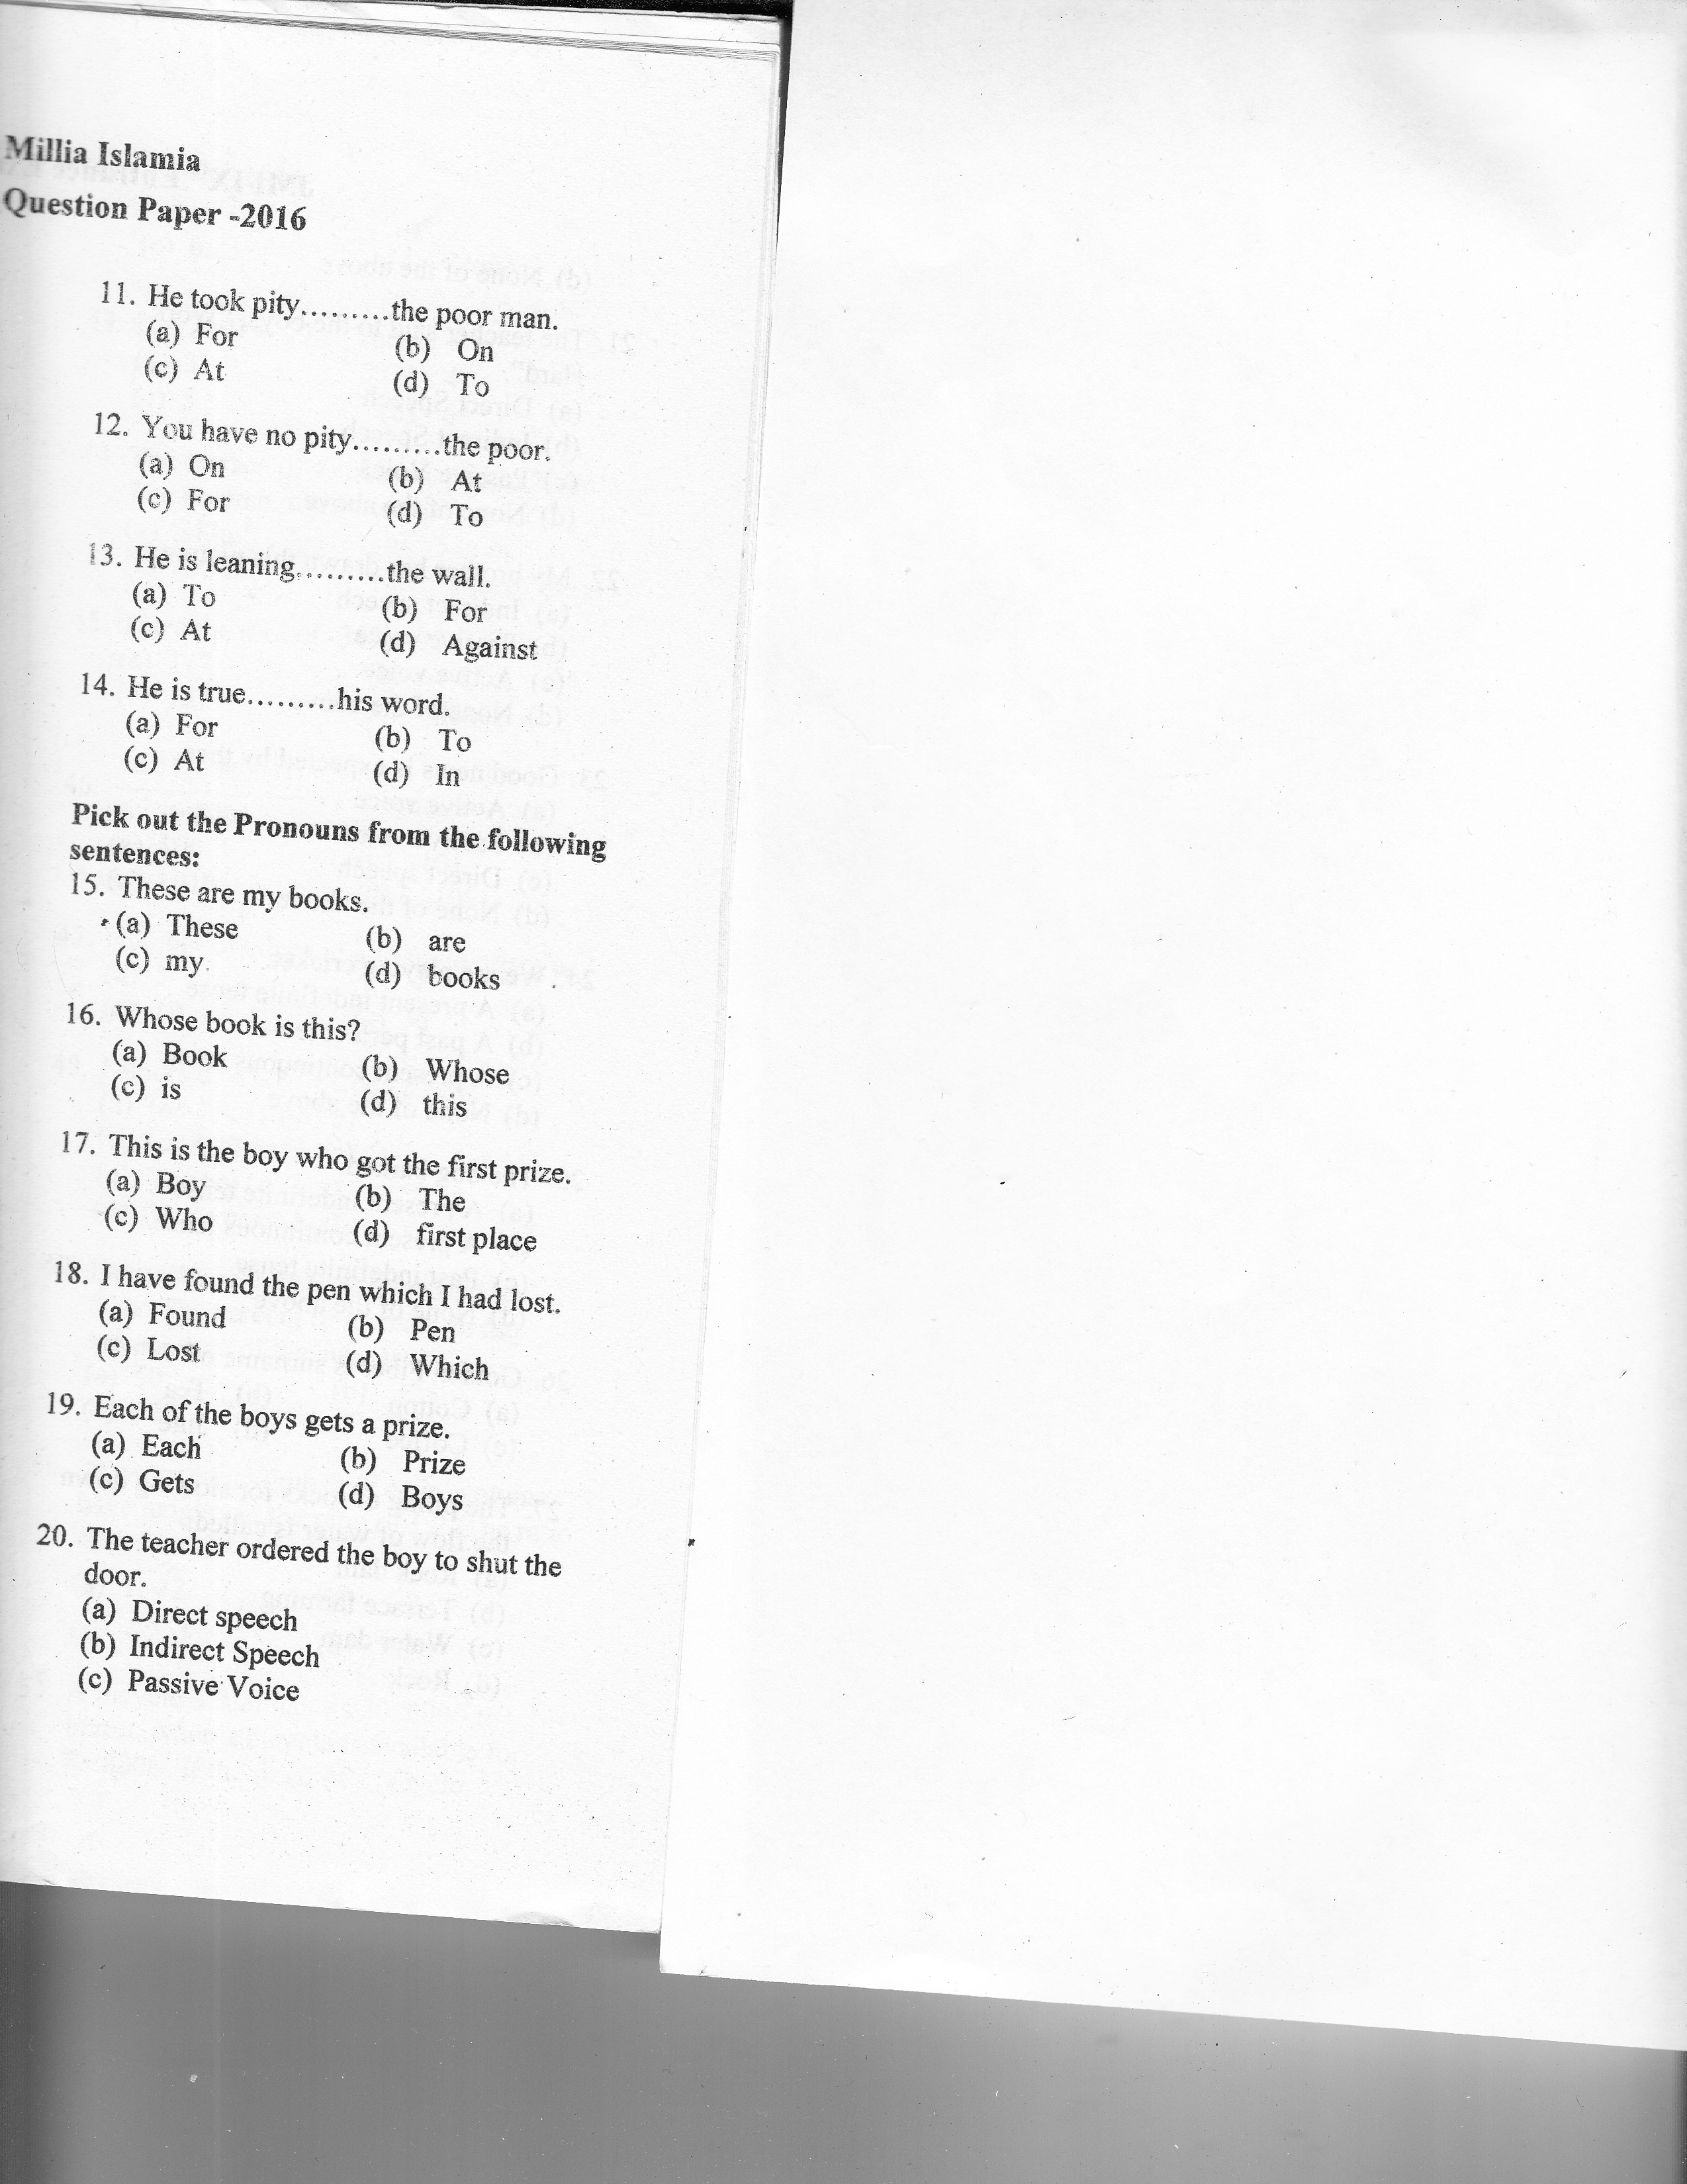 Millia Islamia
Question Paper -2016
11. He took pity.........the poor man.
(a) For (b) On
(c) At (d) To
12. You have no pity.........the poor.
(a) On (b) At
(c) For (d) To
13. He is leaning.........the wall.
(a) To (b) For
(c) At (d) Against
14. He is true.........his word.
(a) For (b) To
(c) At (d) In
Pick out the Pronouns from the following
sentences:
15. These are my books.
(a) These (b) are
(c) my (d) books
16. Whose book is this?
(a) Book (b) Whose
(c) is (d) this
17. This is the boy who got the first prize.
(a) Boy (b) The
(c) Who (d) first place
18. I have found the pen which I had lost.
(a) Found (b) Pen
(c) Lost (d) Which
19. Each of the boys gets a prize.
(a) Each (b) Prize
(c) Gets (d) Boys
20. The teacher ordered the boy to shut the
door.
(a) Direct speech
(b) Indirect Speech
(c) Passive Voice